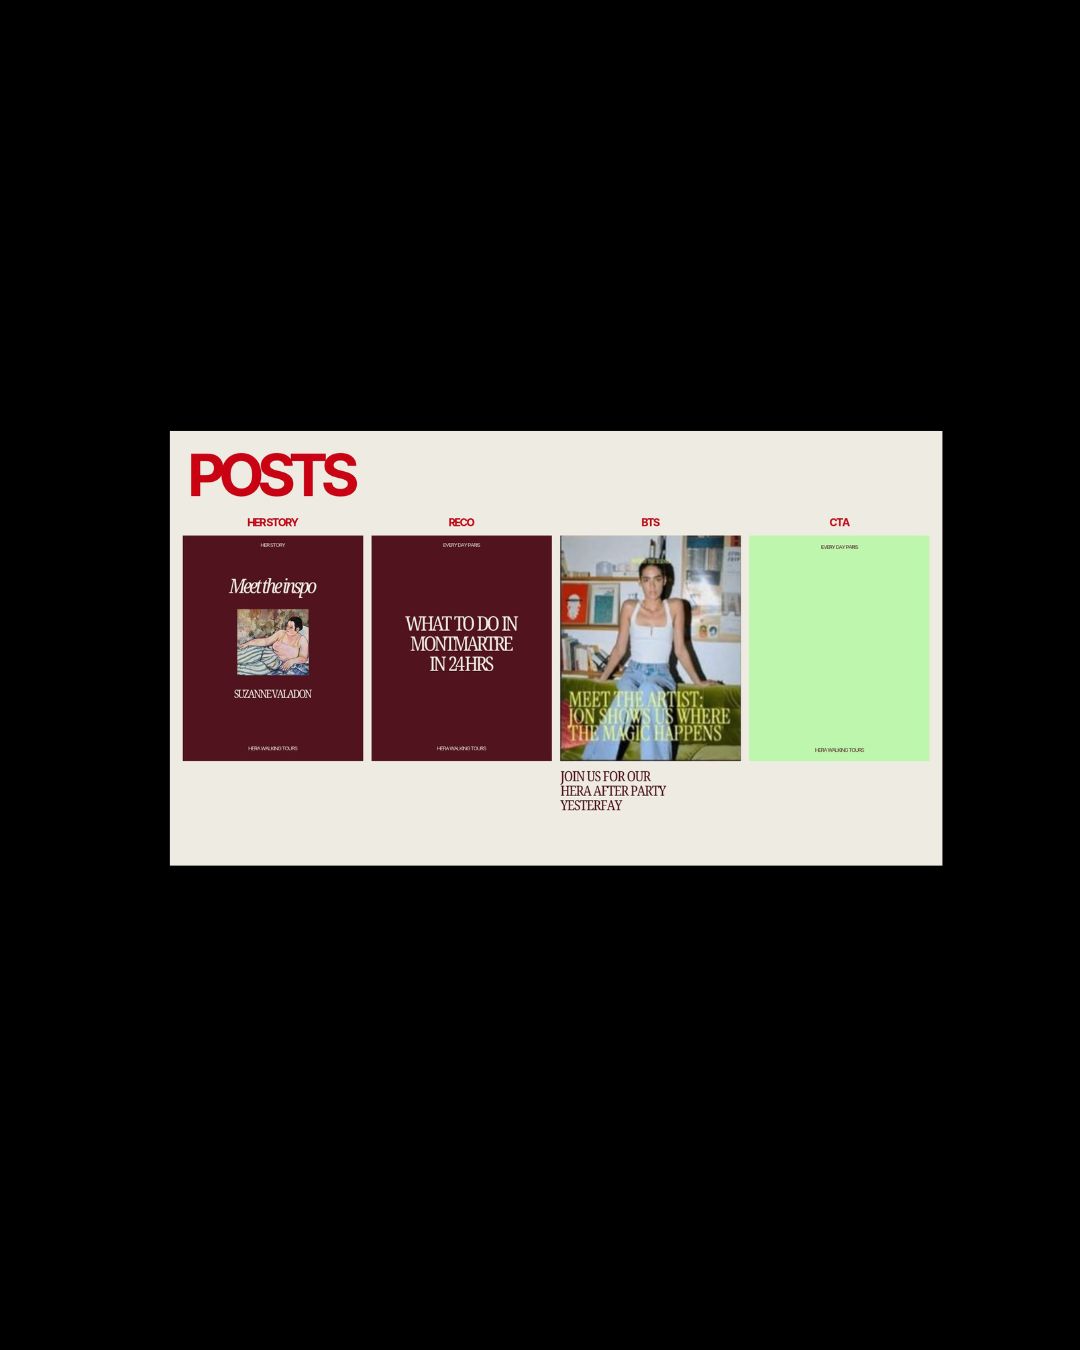 POSTS
HERSTORY
RECO
BTS
CTA
HERSTORY
Meet the inspo
SUZANNE VALADON
HERA WALKING TOURS
EVERY DAY PARIS
WHAT TO DO IN
MONTMARTRE
IN 24HRS
HERA WALKING TOURS
MEET THE ARTIST:
JON SHOWS US WHERE
THE MAGIC HAPPENS
JOIN US FOR OUR
HERA AFTER PARTY
YESTERFAY
EVERY DAY PARIS
HERA WALKING TOURS